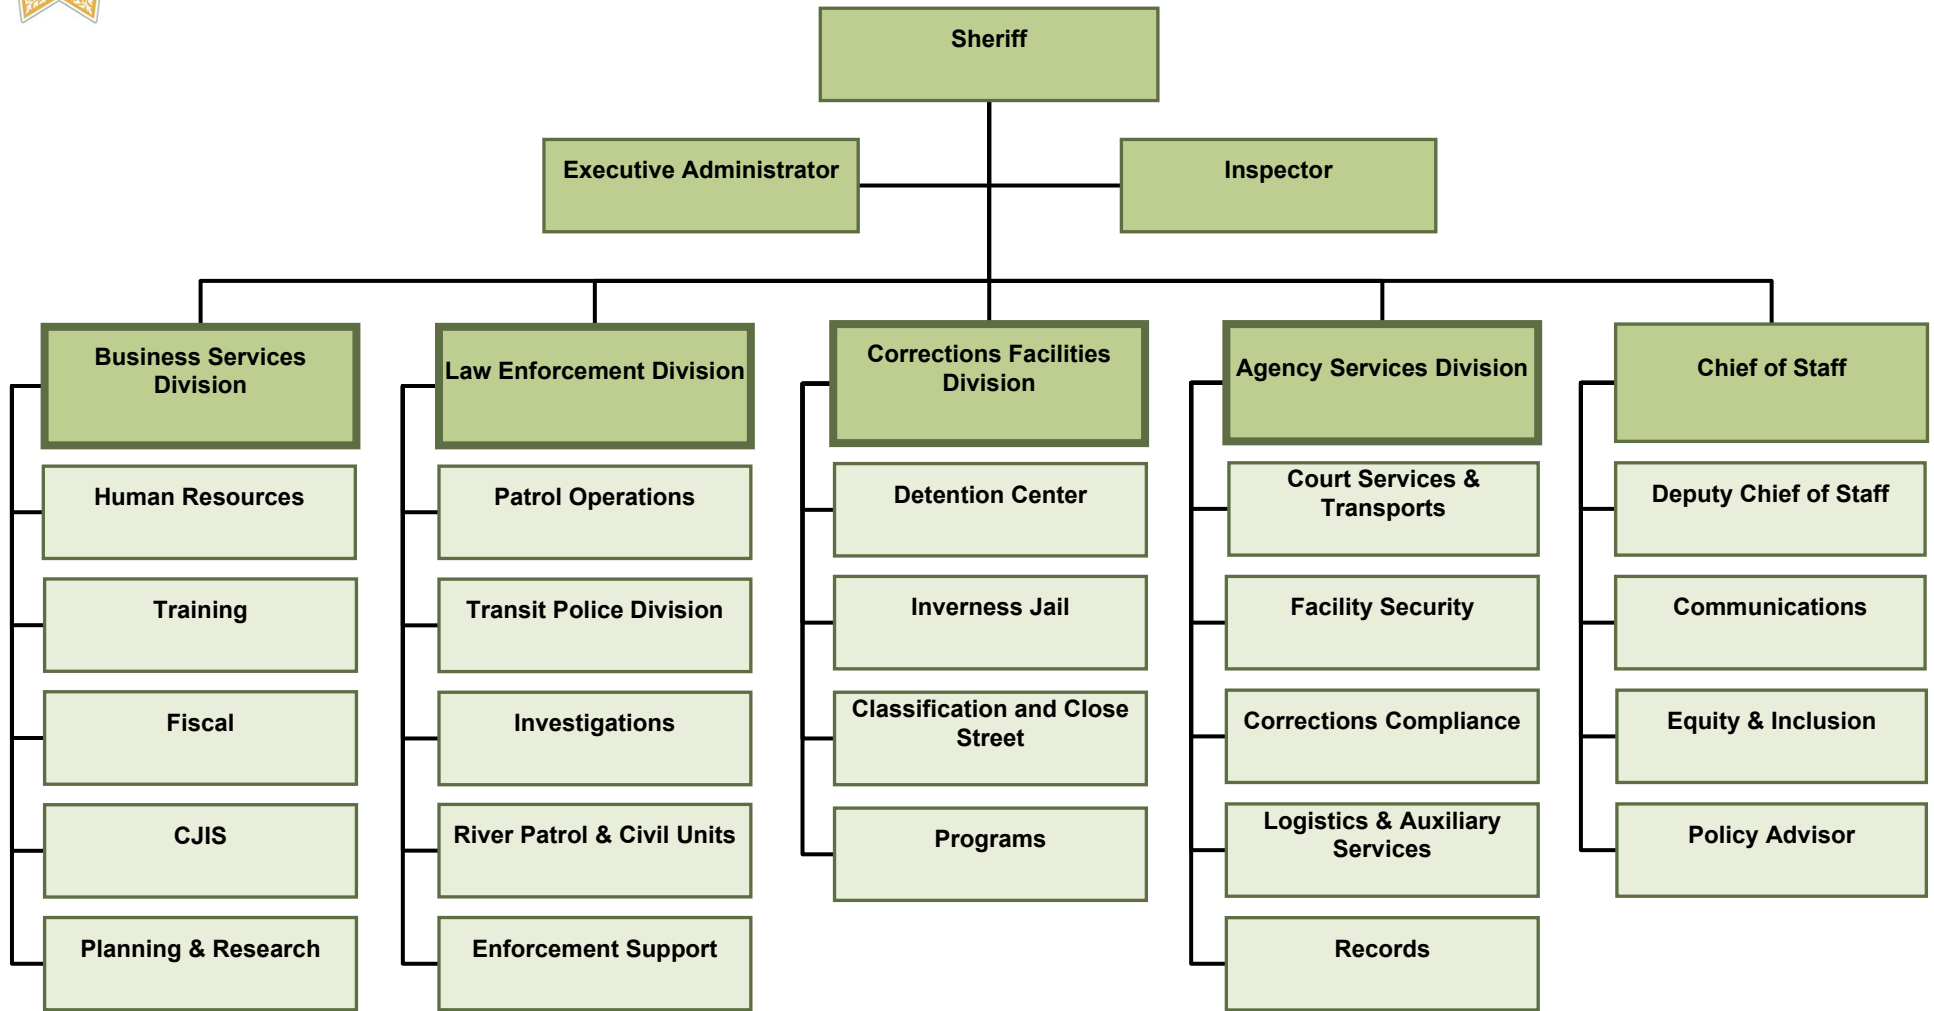 Sheriff
Executive Administrator
Inspector
Business Services
Division
Human Resources
Training
Fiscal
CJIS
Planning & Research
Law Enforcement Division
Patrol Operations
Transit Police Division
Investigations
River Patrol & Civil Units
Enforcement Support
Corrections Facilities
Division
Detention Center
Inverness Jail
Classification and Close
Street
Programs
Agency Services Division
Court Services &
Transports
Facility Security
Corrections Compliance
Logistics & Auxiliary
Services
Records
Chief of Staff
Deputy Chief of Staff
Communications
Equity & Inclusion
Policy Advisor